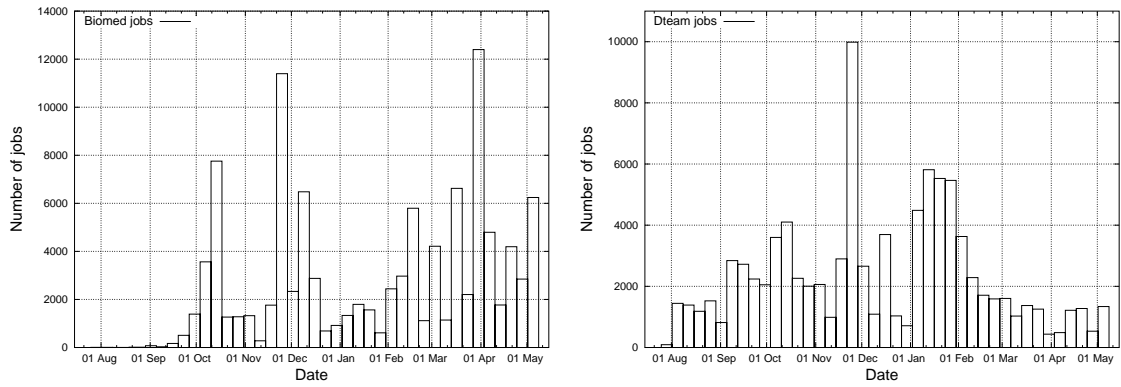 Biomed jobs
14000
12000
10000
8000
6000
4000
2000
0
Number of jobs
01 Aug 01 Sep 01 Oct 01 Nov 01 Dec 01 Jan 01 Feb 01 Mar 01 Apr 01 May
Date
Dteam jobs
10000
8000
6000
4000
2000
0
Number of jobs
01 Aug 01 Sep 01 Oct 01 Nov 01 Dec 01 Jan 01 Feb 01 Mar 01 Apr 01 May
Date